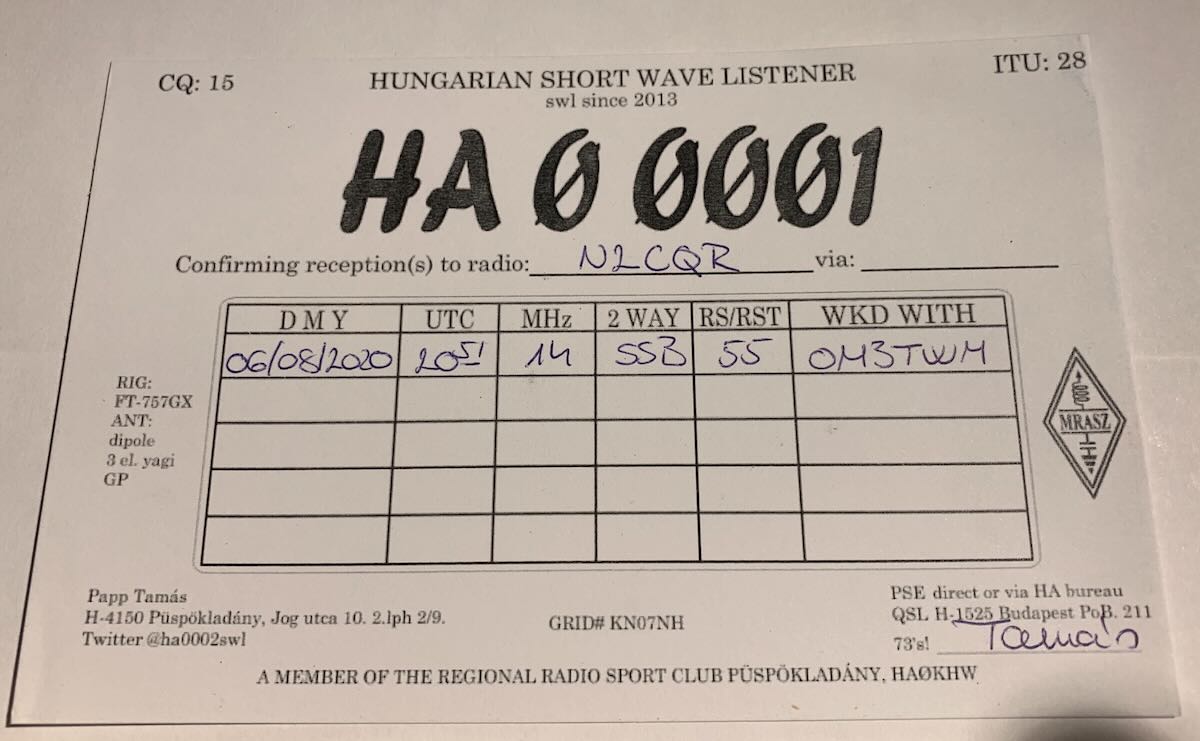 CQ: 15 HUNGARIAN SHORT WAVE LISTENER ITU: 28
swl since 2013
HA Ø ØØØ1
Confirming reception(s) to radio: N2CQR via:
D M Y UTC MHz 2 WAY RS/RST WKD WITH
06/08/2020 20 51 14 SSB 55 OM3TWM
RIG:
FT-757GX
ANT:
dipole
3 el. yagi
GP
MRASZ
Papp Tamás
H-4150 Püspökladány, Jog utca 10. 2.lph 2/9.
Twitter @ha0002swl
GRID# KN07NH
PSE direct or via HA bureau
QSL H-1525 Budapest PoB. 211
73's! Tamás
A MEMBER OF THE REGIONAL RADIO SPORT CLUB PÜSPÖKLADÁNY, HAØKHW